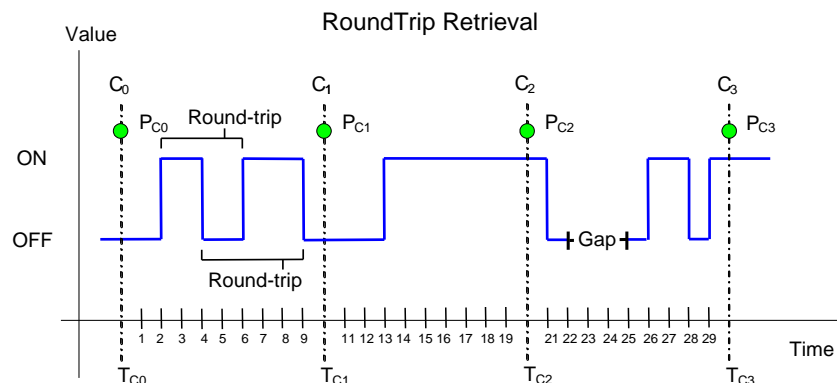 RoundTrip Retrieval
Value
C0 C1 C2 C3
PC0 PC1 PC2 PC3
Round-trip
ON
OFF
Gap
Round-trip
1 2 3 4 5 6 7 8 9 11 12 13 14 15 16 17 18 19 21 22 23 24 25 26 27 28 29
Time
TC0 TC1 TC2 TC3